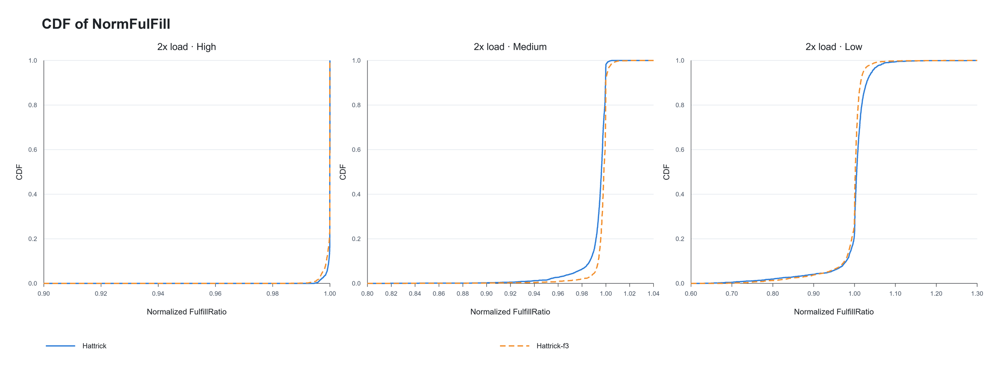 CDF of NormFulFill
2x load · High
1.0
0.8
0.6
0.4
0.2
0.0
CDF
0.90 0.92 0.94 0.96 0.98 1.00
Normalized FulfillRatio
2x load · Medium
1.0
0.8
0.6
0.4
0.2
0.0
CDF
0.80 0.82 0.84 0.86 0.88 0.90 0.92 0.94 0.96 0.98 1.00 1.02 1.04
Normalized FulfillRatio
2x load · Low
1.0
0.8
0.6
0.4
0.2
0.0
CDF
0.60 0.70 0.80 0.90 1.00 1.10 1.20 1.30
Normalized FulfillRatio
Hattrick
Hattrick-f3